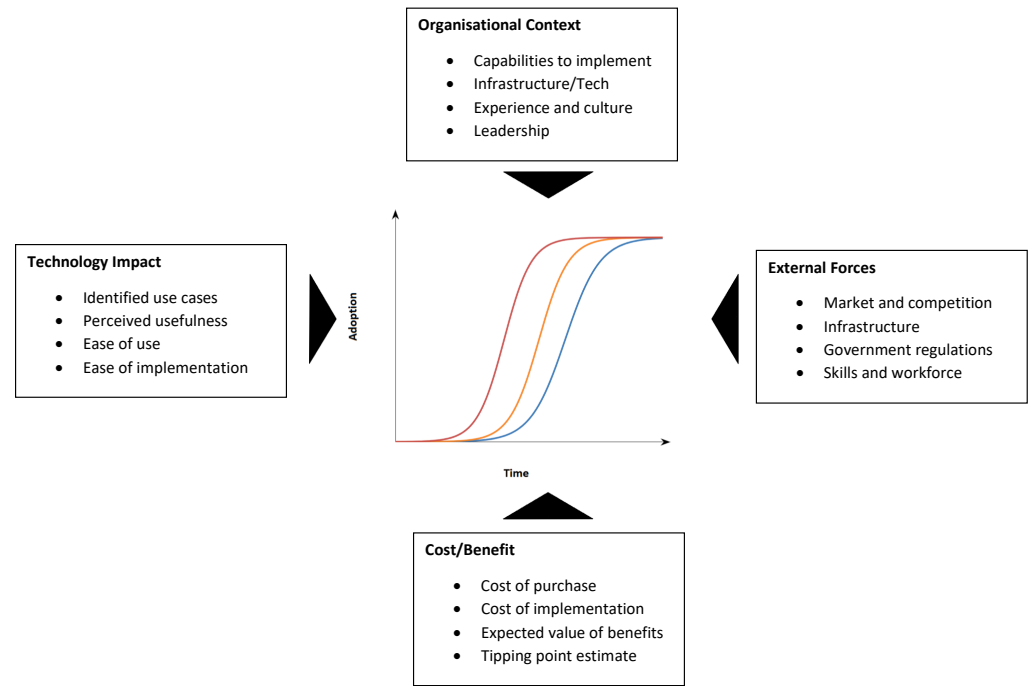 Organisational Context
• Capabilities to implement
• Infrastructure/Tech
• Experience and culture
• Leadership
Technology Impact
• Identified use cases
• Perceived usefulness
• Ease of use
• Ease of implementation
Adoption
Time
External Forces
• Market and competition
• Infrastructure
• Government regulations
• Skills and workforce
Cost/Benefit
• Cost of purchase
• Cost of implementation
• Expected value of benefits
• Tipping point estimate